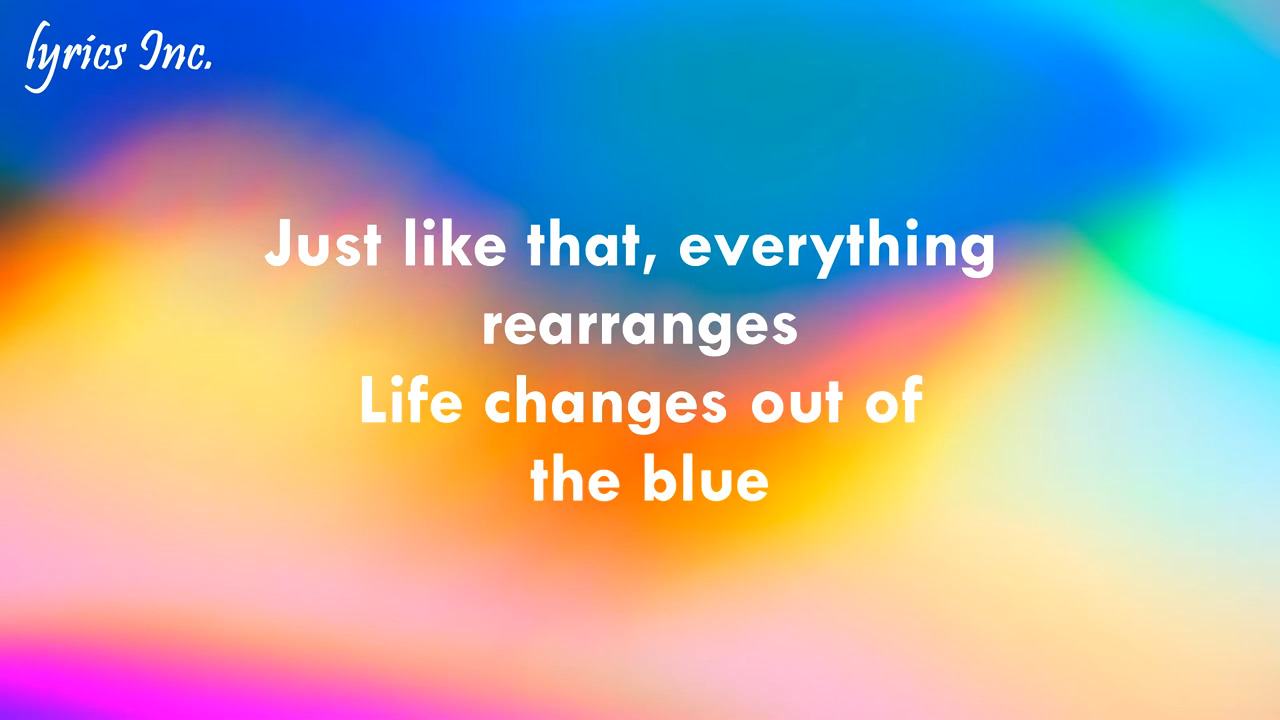 lyrics Inc.
Just like that, everything
rearranges
Life changes out of
the blue